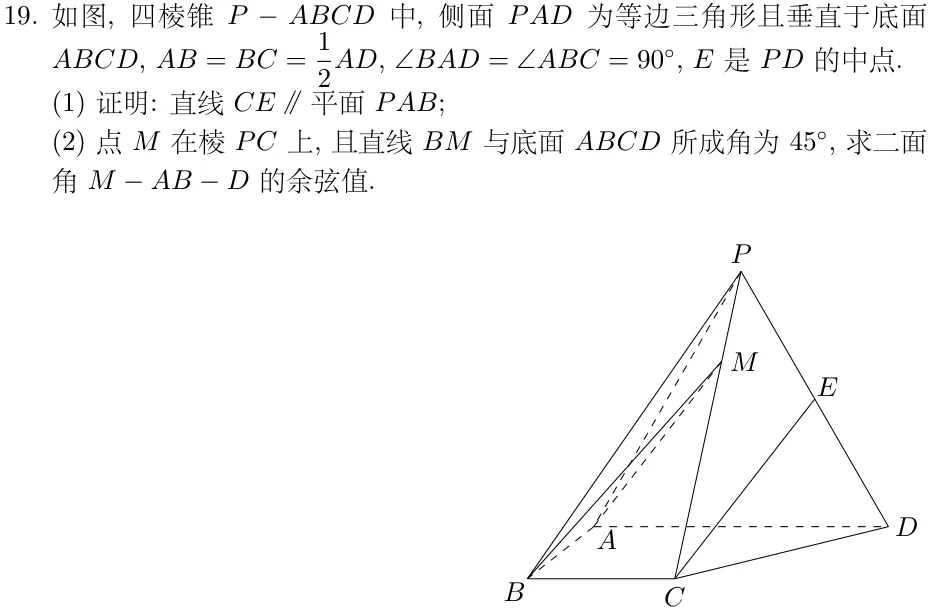 19. 如图, 四棱锥 P − ABCD 中, 侧面 PAD 为等边三角形且垂直于底面
ABCD, AB = BC = 1/2 AD, ∠BAD = ∠ABC = 90°, E 是 PD 的中点.
(1) 证明: 直线 CE ∥ 平面 PAB;
(2) 点 M 在棱 PC 上, 且直线 BM 与底面 ABCD 所成角为 45°, 求二面
角 M − AB − D 的余弦值.
P
M
E
A
D
B
C